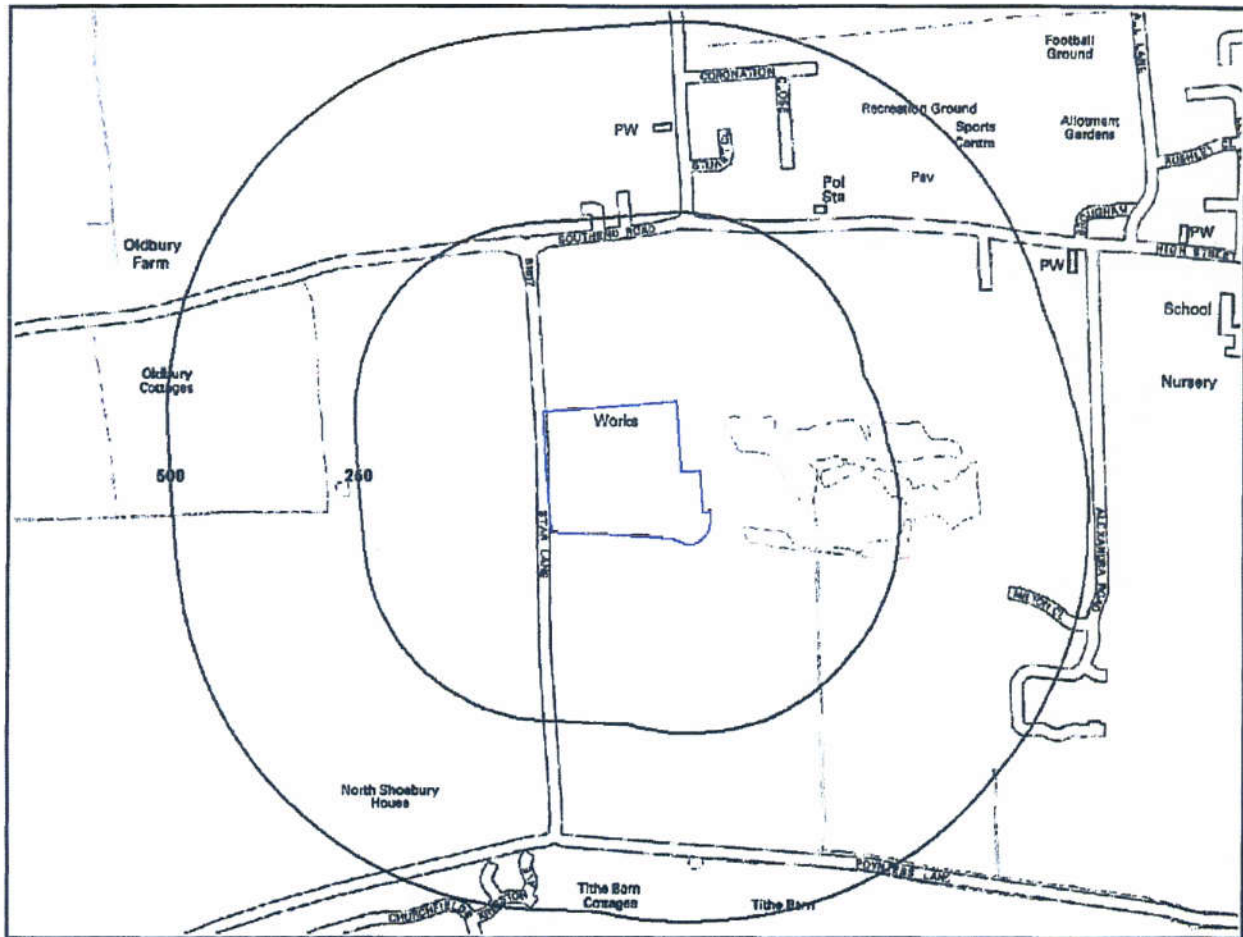 Football
Ground
CORONATION
CLOSE
Recreation Ground
Sports
Centre
Allotment
Gardens
PW
Pav
Pol
Sta
Oldbury
Farm
SOUTHEND ROAD
PW
HIGH STREET
PW
School
Nursery
Oldbury
Cottages
Works
500
250
STAR LANE
ALEXANDRA ROAD
North Shoebury
House
POYNTERS LANE
Tithe Barn
Cottages
Tithe Barn